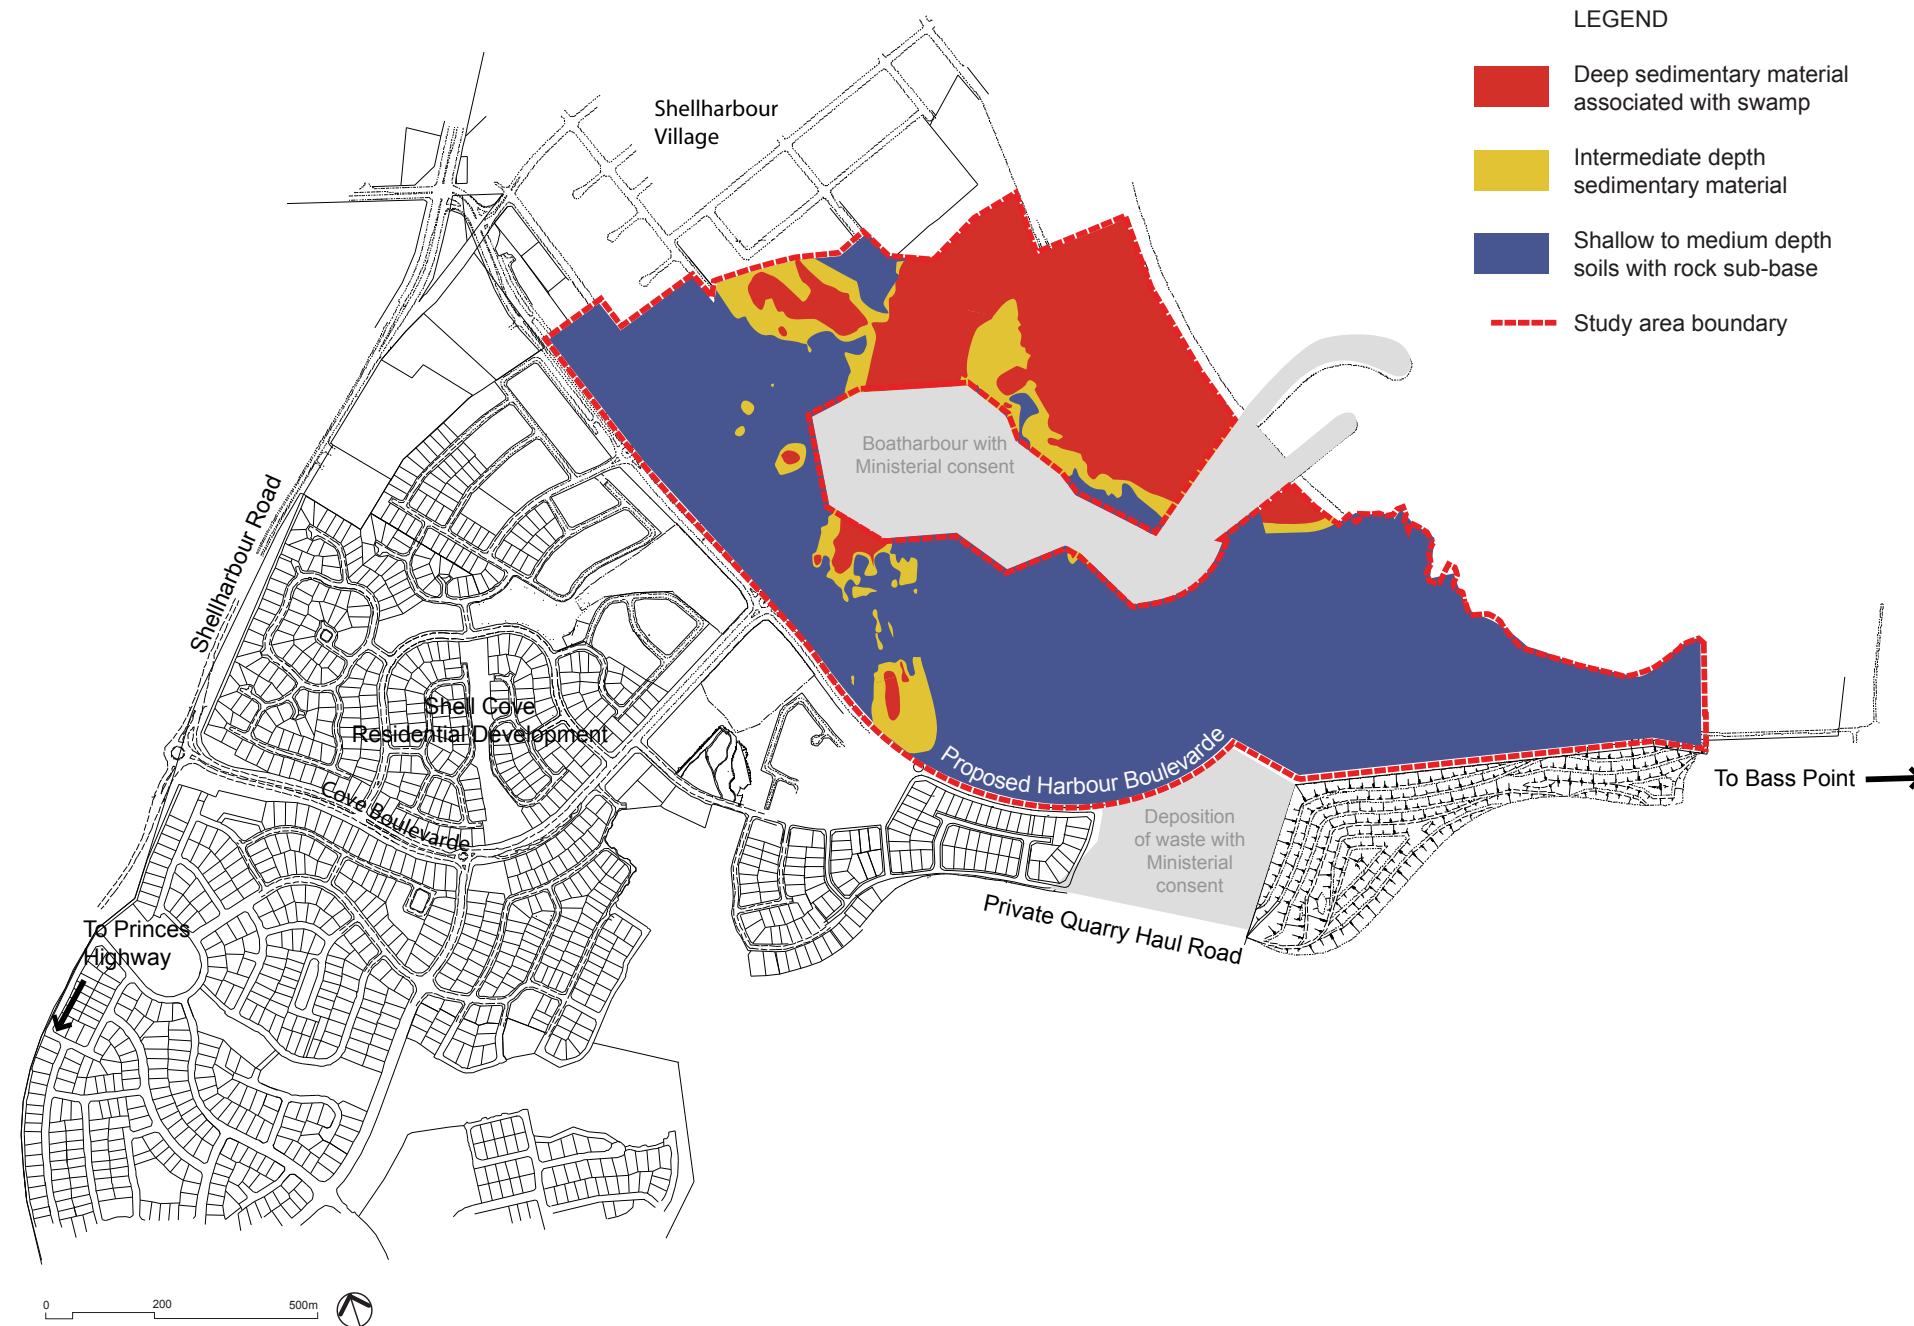 LEGEND
Deep sedimentary material
associated with swamp
Intermediate depth
sedimentary material
Shallow to medium depth
soils with rock sub-base
Study area boundary
Shellharbour
Village
Boatharbour with
Ministerial consent
Shellharbour Road
Shell Cove
Residential Development
Cove Boulevarde
Proposed Harbour Boulevarde
To Bass Point
Deposition
of waste with
Ministerial
consent
Private Quarry Haul Road
To Princes
Highway
0 200 500m